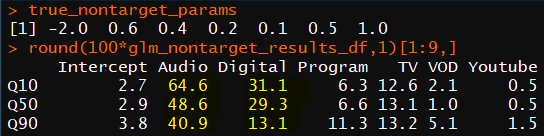 > true_nontarget_params
[1] -2.0 0.6 0.4 0.2 0.1 0.5 1.0
> round(100*glm_nontarget_results_df,1)[1:9,]
Intercept Audio Digital Program TV VOD Youtube
Q10 2.7 64.6 31.1 6.3 12.6 2.1 0.5
Q50 2.9 48.6 29.3 6.6 13.1 1.0 0.5
Q90 3.8 40.9 13.1 11.3 13.2 5.1 1.5